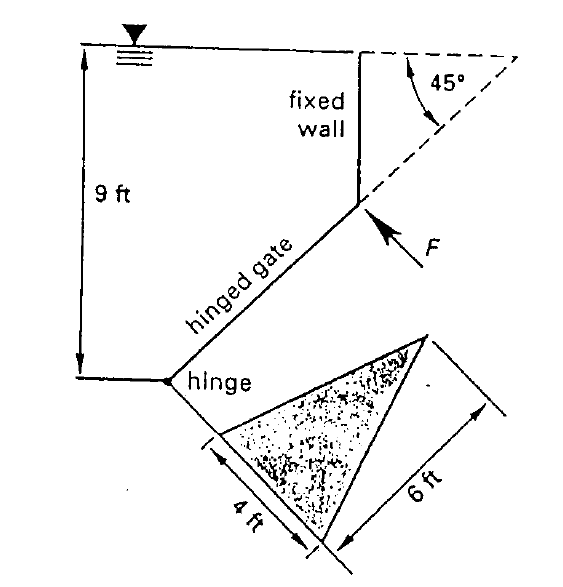 45°
fixed
wall
9 ft
F
hinged gate
hinge
4 ft
6 ft